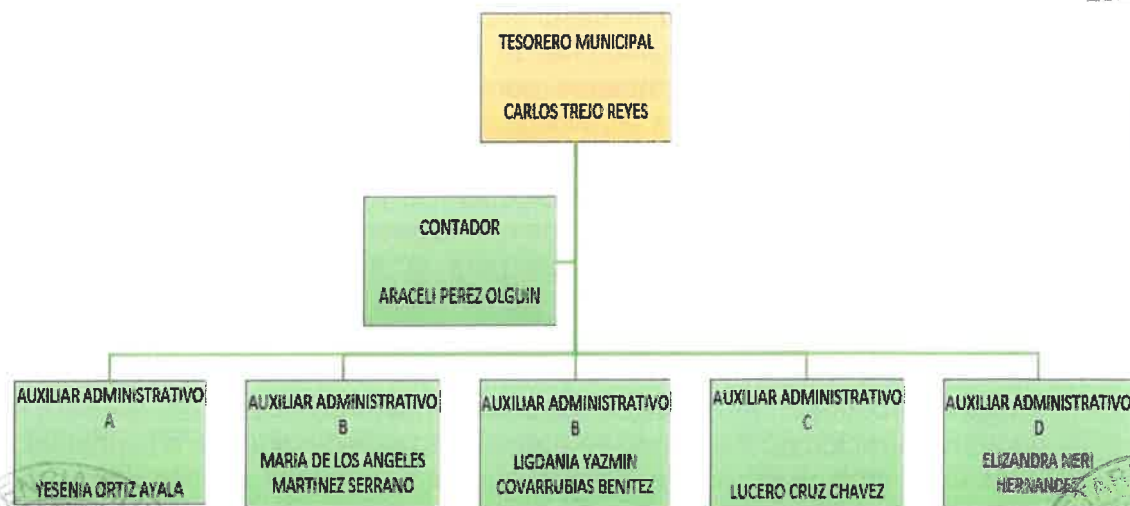 TESORERO MUNICIPAL
CARLOS TREJO REYES
CONTADOR
ARACELI PEREZ OLGUIN
AUXILIAR ADMINISTRATIVO
A
YESENIA ORTIZ AYALA
AUXILIAR ADMINISTRATIVO
B
MARIA DE LOS ANGELES
MARTINEZ SERRANO
AUXILIAR ADMINISTRATIVO
B
LIGDANIA YAZMIN
COVARRUBIAS BENITEZ
AUXILIAR ADMINISTRATIVO
C
LUCERO CRUZ CHAVEZ
AUXILIAR ADMINISTRATIVO
D
ELIZANDRA NERI
HERNANDEZ